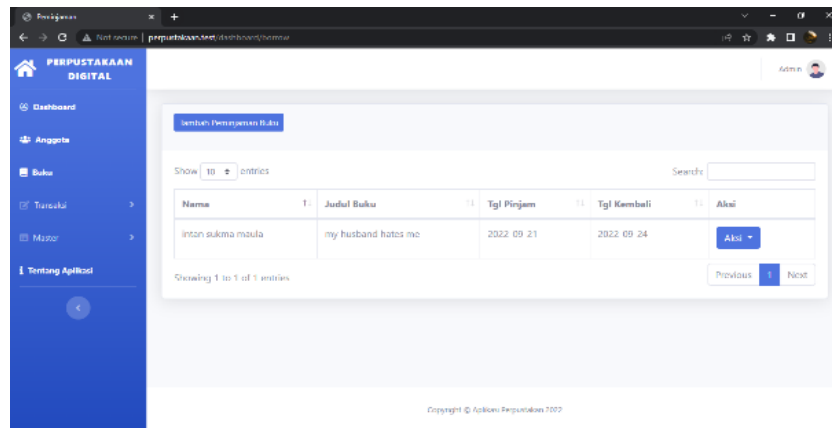 Peminjaman
Not secure | perpustakaan.test/dashboard/borrow
PERPUSTAKAAN
DIGITAL
Admin
Dashboard
Anggota
Buku
Transaksi
Master
Tentang Aplikasi
Tambah Peminjaman Buku
Show 10 entries
Search:
Nama Judul Buku Tgl Pinjam Tgl Kembali Aksi
intan sukma maula my husband hates me 2022-09-21 2022-09-24 Aksi
Showing 1 to 1 of 1 entries
Previous 1 Next
Copyright © Aplikasi Perpustakan 2022